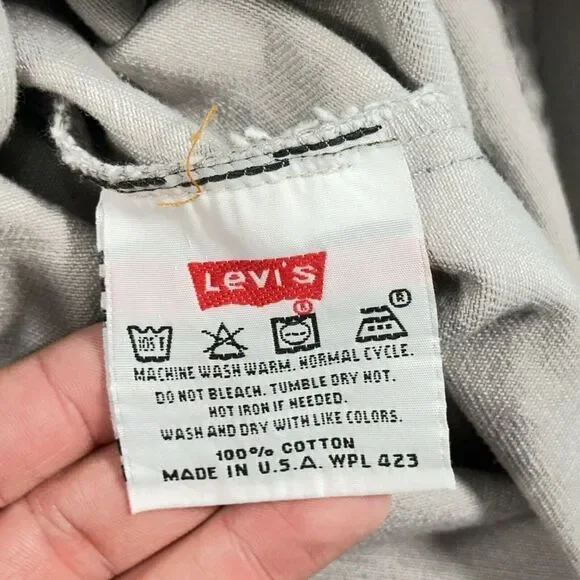 Levi's
®
105°F
®
MACHINE WASH WARM. NORMAL CYCLE.
DO NOT BLEACH. TUMBLE DRY NOT.
HOT IRON IF NEEDED.
WASH AND DRY WITH LIKE COLORS.
100% COTTON
MADE IN U.S.A. WPL 423